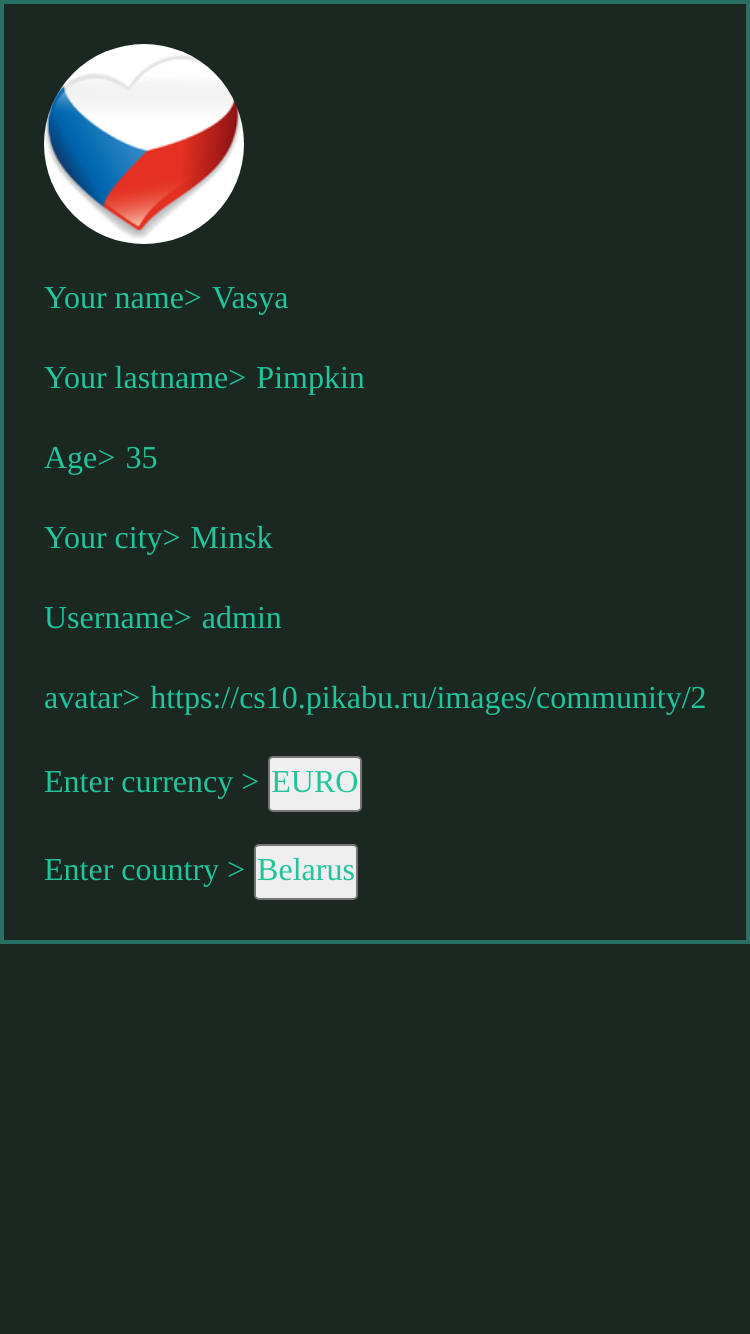 Your name> Vasya
Your lastname> Pimpkin
Age> 35
Your city> Minsk
Username> admin
avatar> https://cs10.pikabu.ru/images/community/2
Enter currency > EURO
Enter country > Belarus